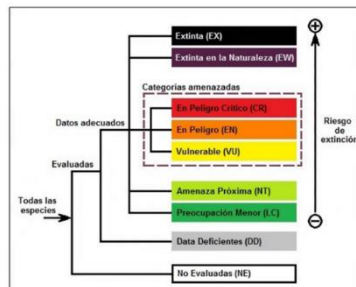 Extinta (EX)
Extinta en la Naturaleza (EW)
Categorias amenazadas
En Peligro Crítico (CR)
Datos adecuados
En Peligro (EN)
Vulnerable (VU)
Riesgo de
extinción
Evaluadas
Amenaza Próxima (NT)
Todas las
especies
Preocupación Menor (LC)
Data Deficientes (DD)
No Evaluadas (NE)